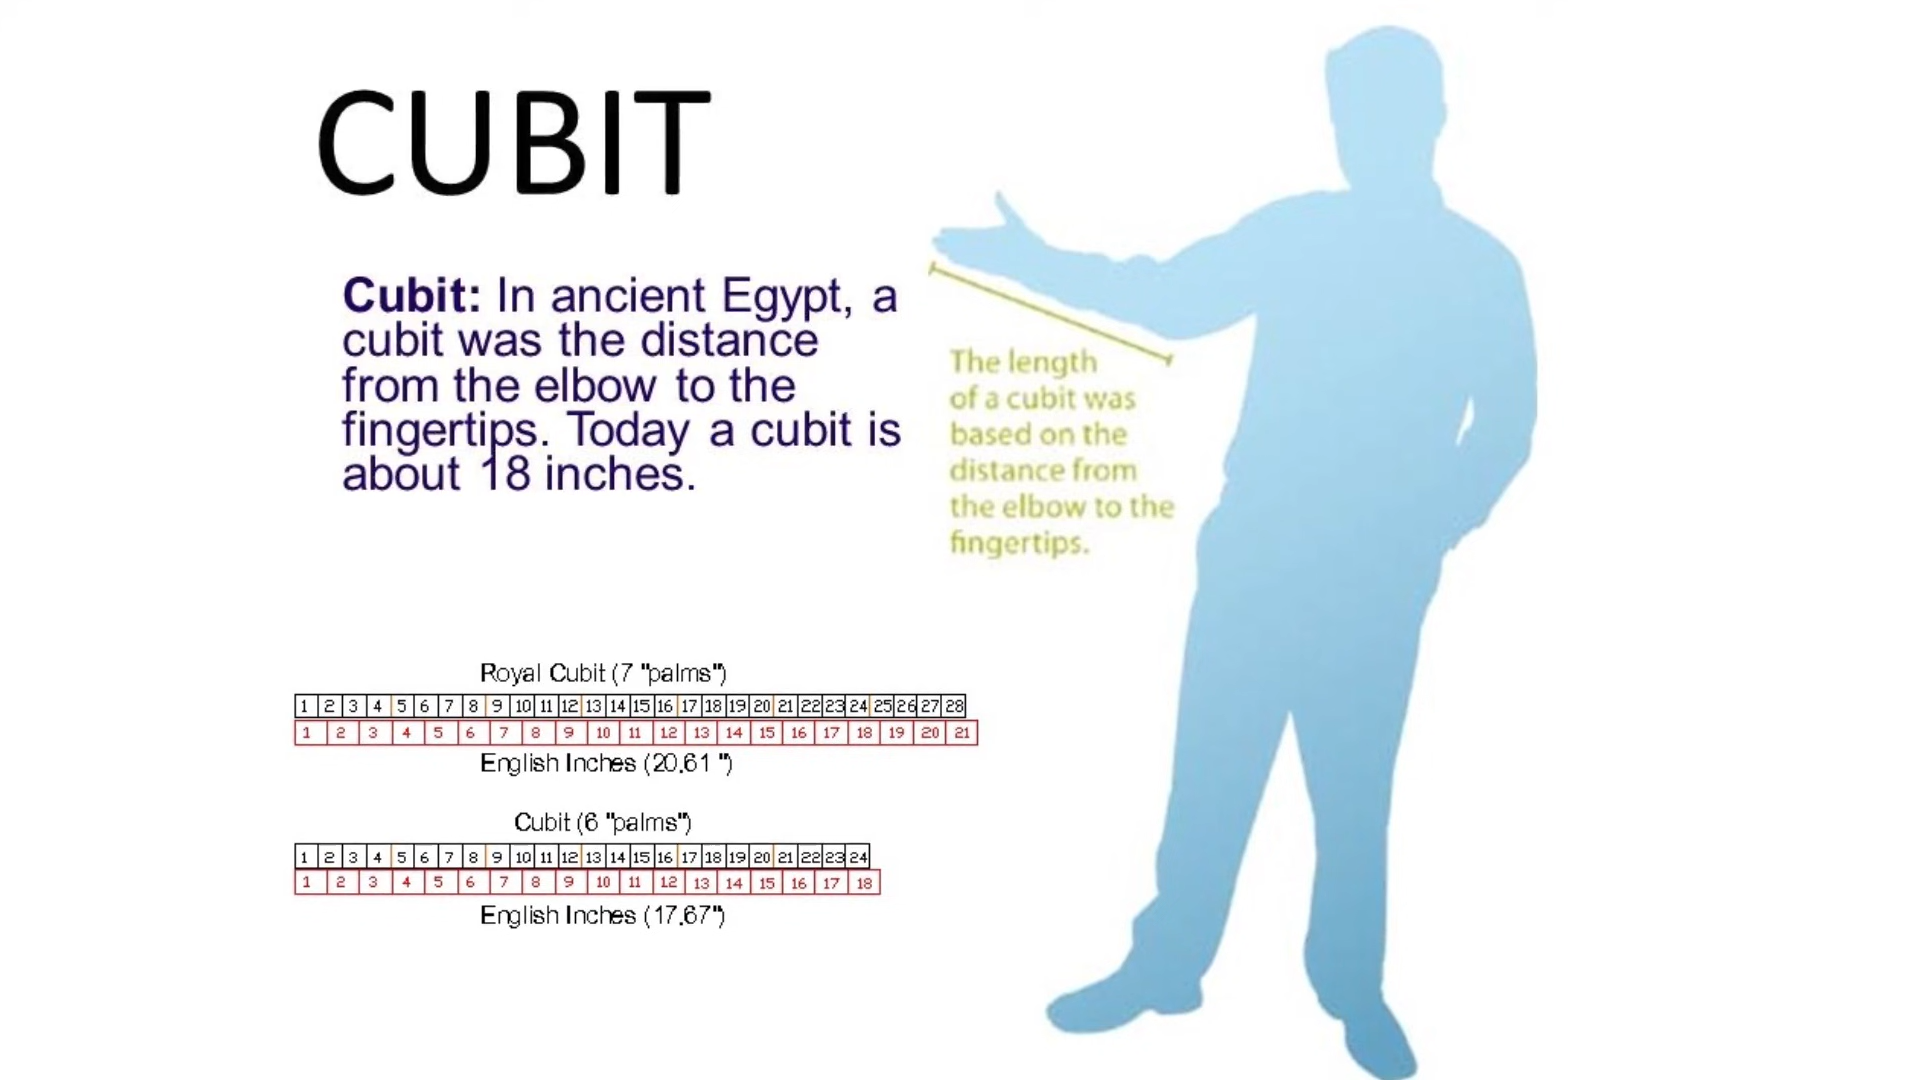 CUBIT
Cubit: In ancient Egypt, a
cubit was the distance
from the elbow to the
fingertips. Today a cubit is
about 18 inches.
The length
of a cubit was
based on the
distance from
the elbow to the
fingertips.
Royal Cubit (7 "palms")
1 2 3 4 5 6 7 8 9 10 11 12 13 14 15 16 17 18 19 20 21 22 23 24 25 26 27 28
1 2 3 4 5 6 7 8 9 10 11 12 13 14 15 16 17 18 19 20 21
English Inches (20.61 ")
Cubit (6 "palms")
1 2 3 4 5 6 7 8 9 10 11 12 13 14 15 16 17 18 19 20 21 22 23 24
1 2 3 4 5 6 7 8 9 10 11 12 13 14 15 16 17 18
English Inches (17.67")